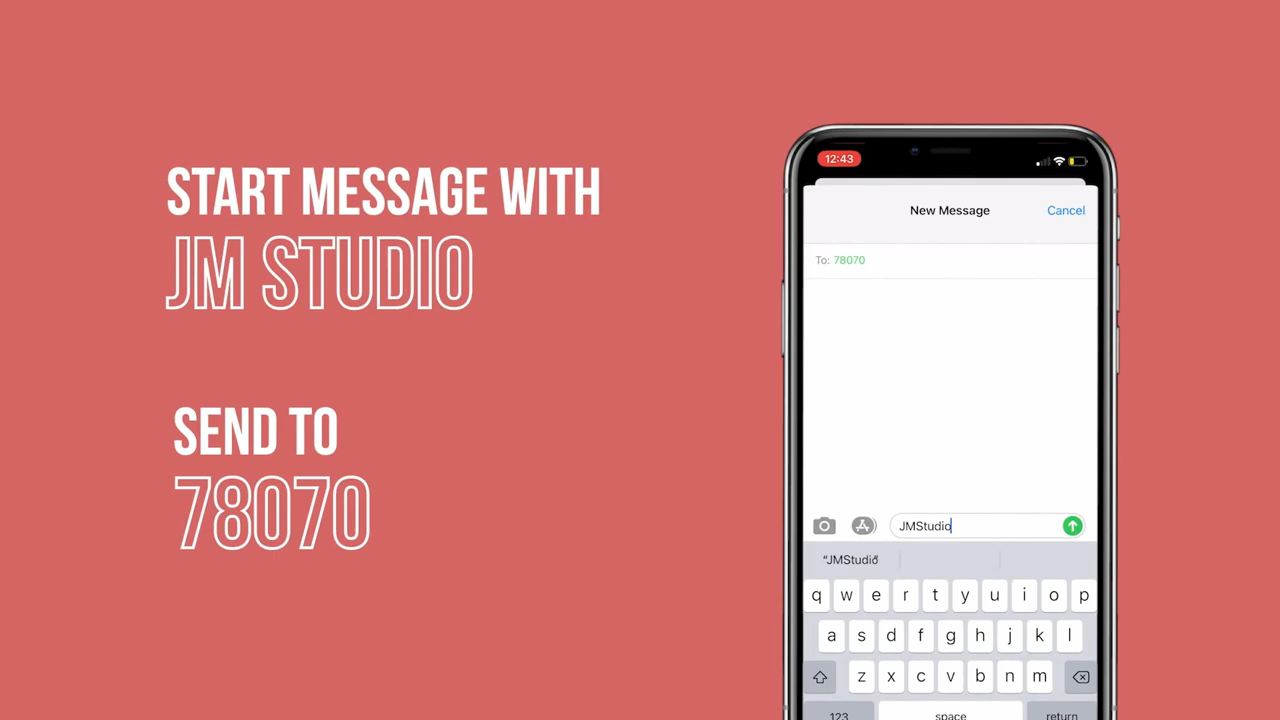 START MESSAGE WITH
JM STUDIO
SEND TO
78070
12:43
New Message
Cancel
To: 78070
JMStudio
“JMStudio”
q w e r t y u i o p
a s d f g h j k l
z x c v b n m
123 space return